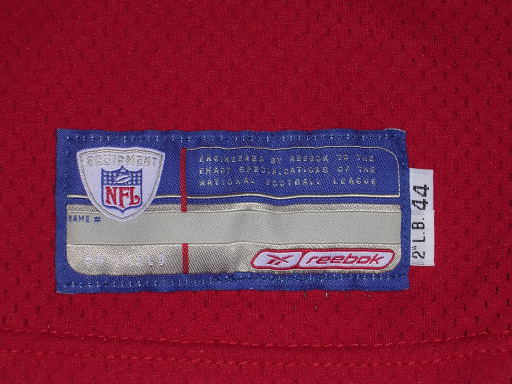 EQUIPMENT
NFL
ENGINEERED BY REEBOK TO THE
EXACT SPECIFICATIONS OF THE
NATIONAL FOOTBALL LEAGUE
NAME #
Reebok
2" L.B. 44